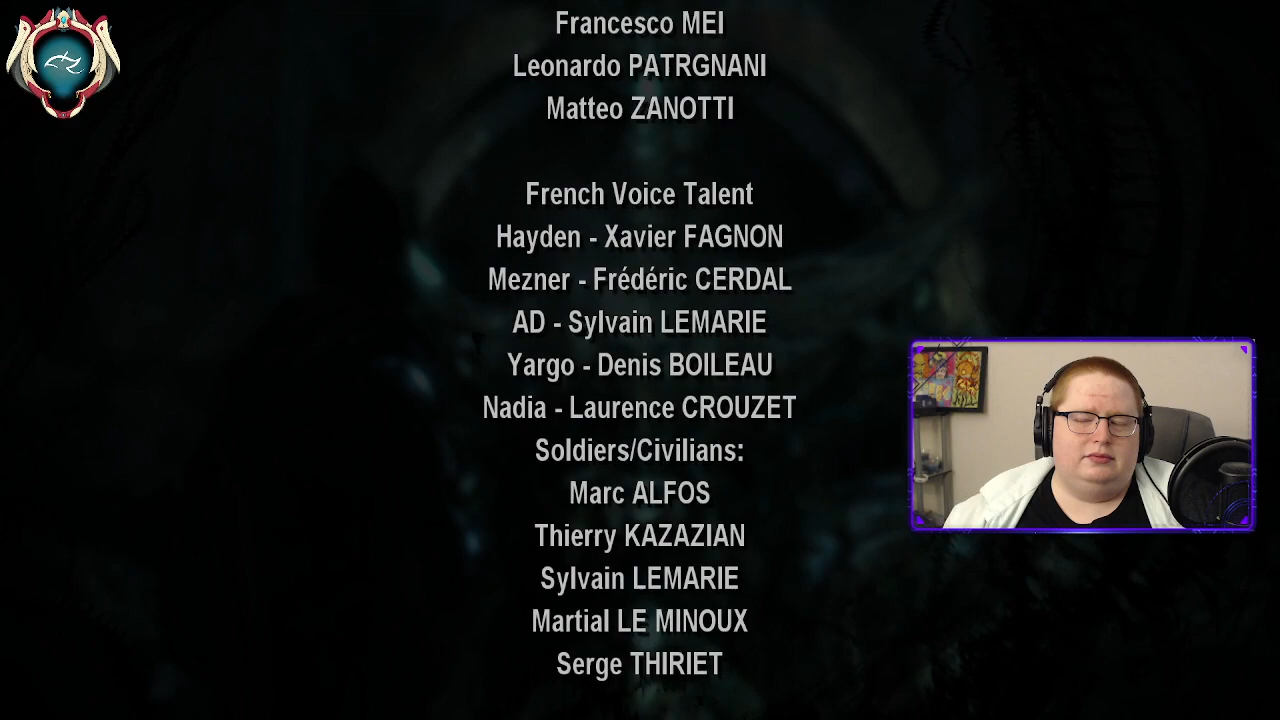 Francesco MEI
Leonardo PATRGNANI
Matteo ZANOTTI
French Voice Talent
Hayden - Xavier FAGNON
Mezner - Frédéric CERDAL
AD - Sylvain LEMARIE
Yargo - Denis BOILEAU
Nadia - Laurence CROUZET
Soldiers/Civilians:
Marc ALFOS
Thierry KAZAZIAN
Sylvain LEMARIE
Martial LE MINOUX
Serge THIRIET